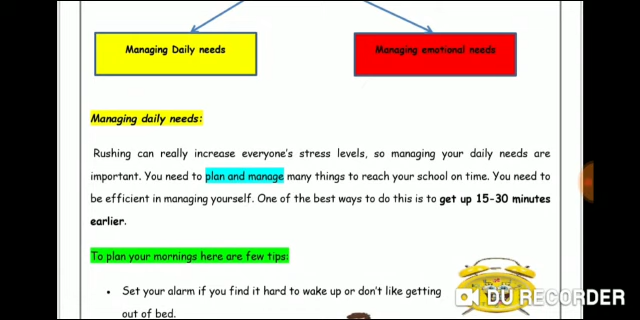 Managing Daily needs
Managing emotional needs
Managing daily needs:
Rushing can really increase everyone's stress levels, so managing your daily needs are
important. You need to plan and manage many things to reach your school on time. You need to
be efficient in managing yourself. One of the best ways to do this is to get up 15-30 minutes
earlier.
To plan your mornings here are few tips:
• Set your alarm if you find it hard to wake up or don't like getting
out of bed.
DU RECORDER